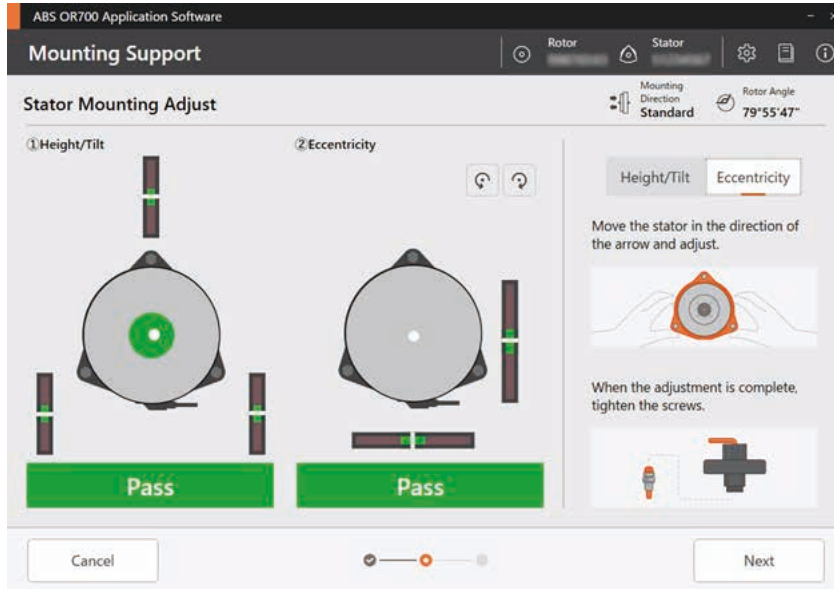 ABS OR700 Application Software
Mounting Support
Rotor
Stator
Stator Mounting Adjust
Mounting
Direction
Standard
Rotor Angle
79°55'47"
①Height/Tilt
②Eccentricity
Height/Tilt
Eccentricity
Move the stator in the direction of
the arrow and adjust.
When the adjustment is complete,
tighten the screws.
Pass
Pass
Cancel
Next